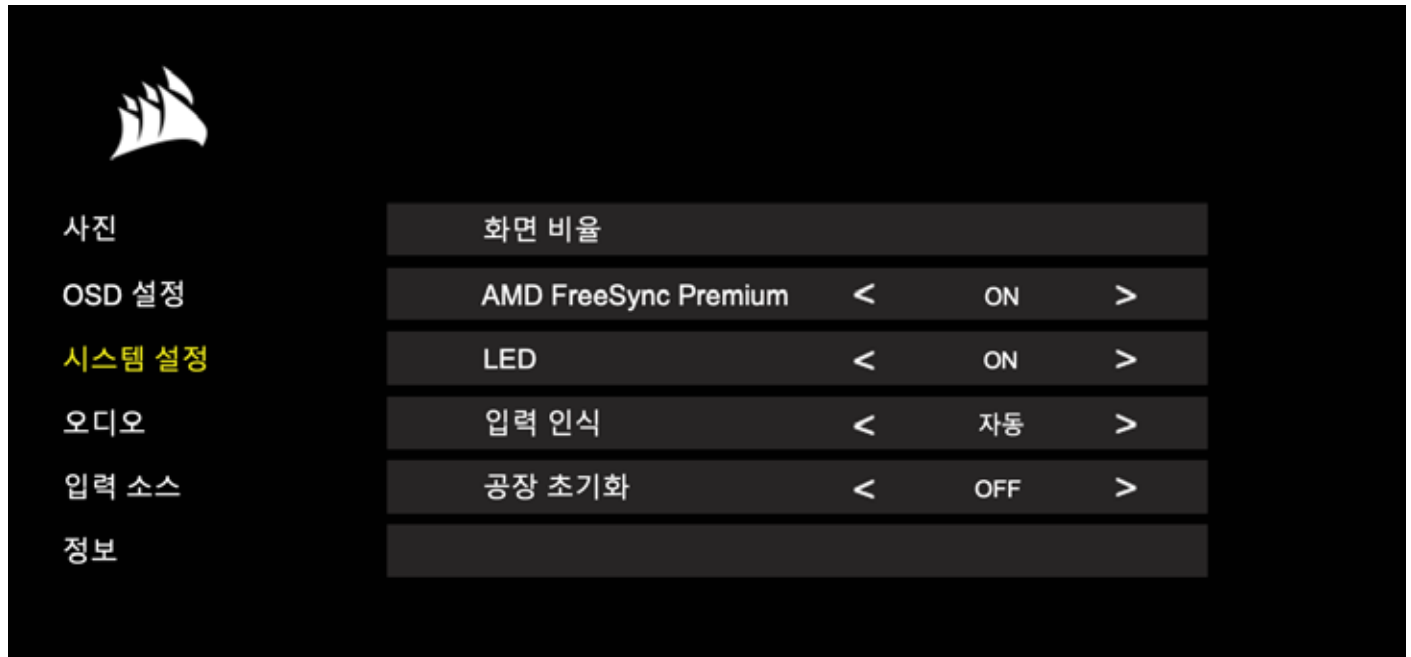 사진 화면 비율
OSD 설정 AMD FreeSync Premium < ON >
시스템 설정 LED < ON >
오디오 입력 인식 < 자동 >
입력 소스 공장 초기화 < OFF >
정보